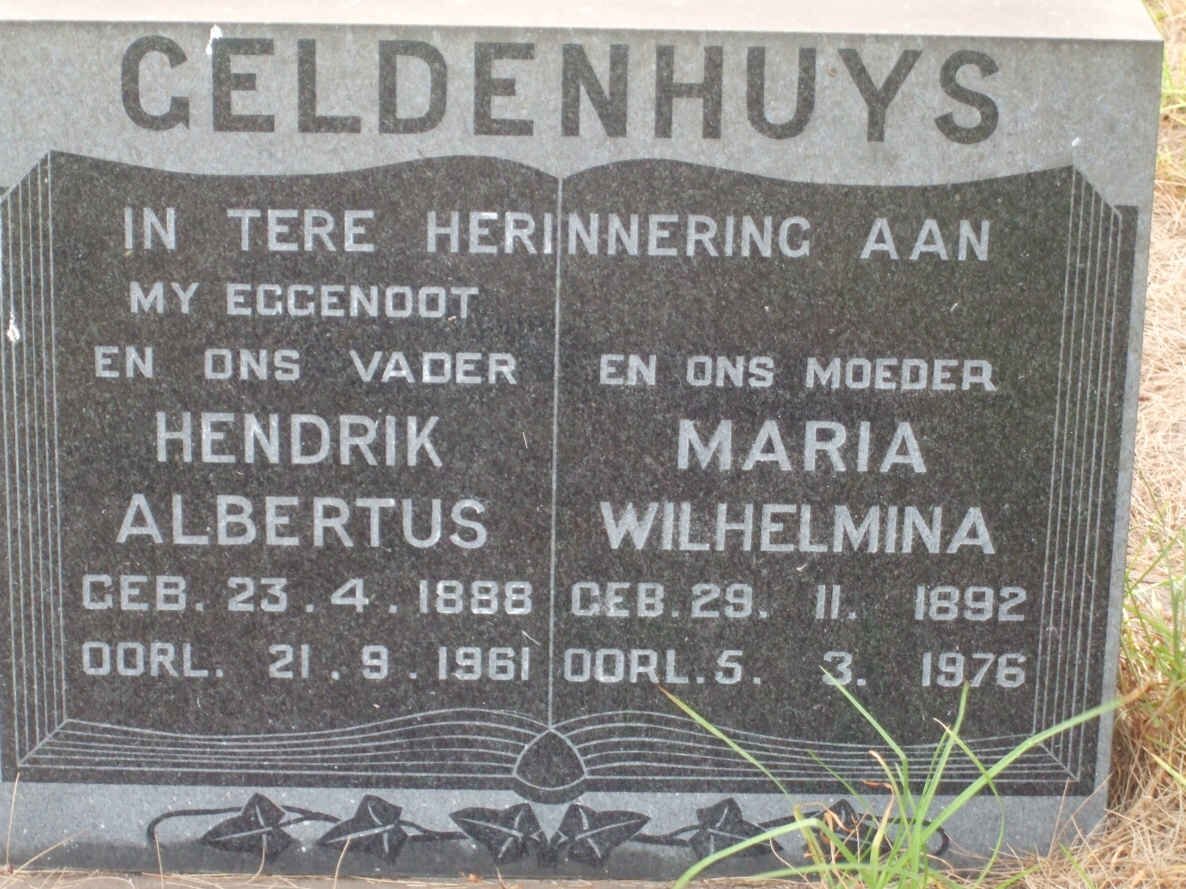 GELDENHUYS
IN TERE HERINNERING AAN
MY EGGENOOT
EN ONS VADER
HENDRIK
ALBERTUS
GEB. 23.4.1888
OORL. 21.9.1961
EN ONS MOEDER
MARIA
WILHELMINA
GEB. 29. 11. 1892
OORL. 5. 3. 1976